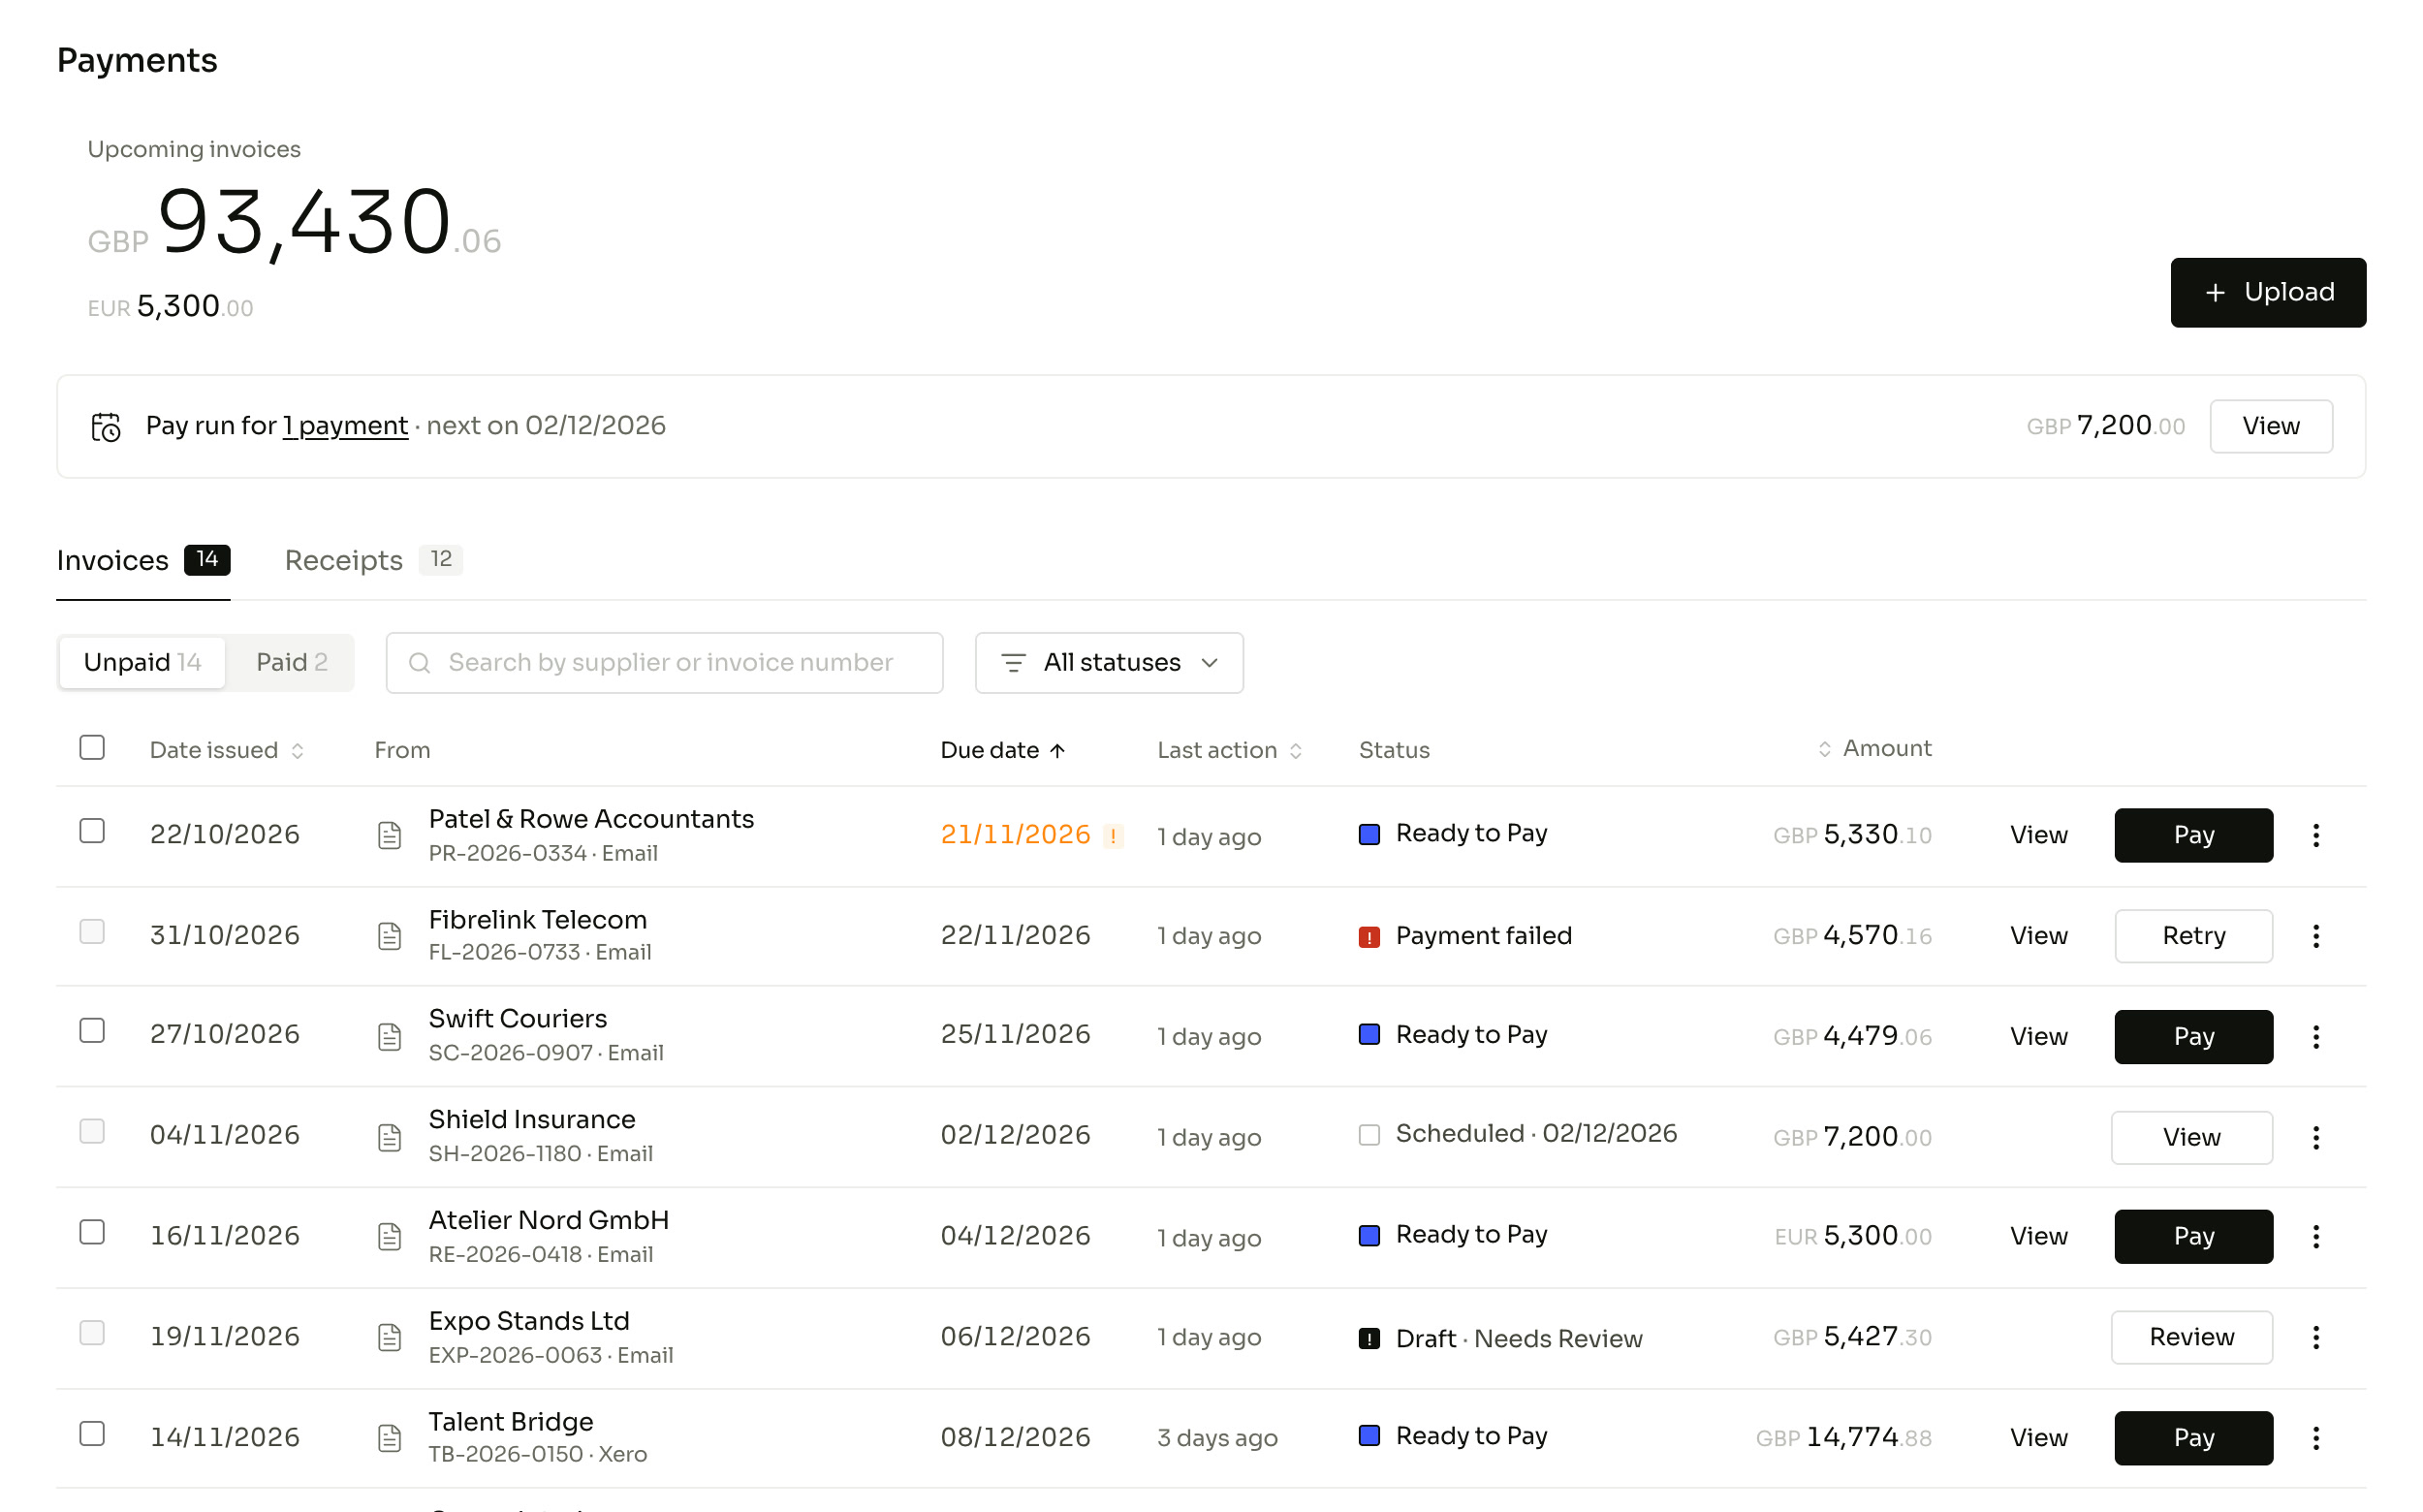 Payments
Upcoming invoices
GBP 93,430.06
EUR 5,300.00
+ Upload
Pay run for 1 payment · next on 02/12/2026 GBP 7,200.00 View
Invoices 14 Receipts 12
Unpaid 14 Paid 2 Search by supplier or invoice number All statuses
Date issued From Due date Last action Status Amount
22/10/2026 Patel & Rowe Accountants 21/11/2026 ! 1 day ago Ready to Pay GBP 5,330.10 View Pay
PR-2026-0334 · Email
31/10/2026 Fibrelink Telecom 22/11/2026 1 day ago ! Payment failed GBP 4,570.16 View Retry
FL-2026-0733 · Email
27/10/2026 Swift Couriers 25/11/2026 1 day ago Ready to Pay GBP 4,479.06 View Pay
SC-2026-0907 · Email
04/11/2026 Shield Insurance 02/12/2026 1 day ago Scheduled · 02/12/2026 GBP 7,200.00 View
SH-2026-1180 · Email
16/11/2026 Atelier Nord GmbH 04/12/2026 1 day ago Ready to Pay EUR 5,300.00 View Pay
RE-2026-0418 · Email
19/11/2026 Expo Stands Ltd 06/12/2026 1 day ago ! Draft · Needs Review GBP 5,427.30 Review
EXP-2026-0063 · Email
14/11/2026 Talent Bridge 08/12/2026 3 days ago Ready to Pay GBP 14,774.88 View Pay
TB-2026-0150 · Xero